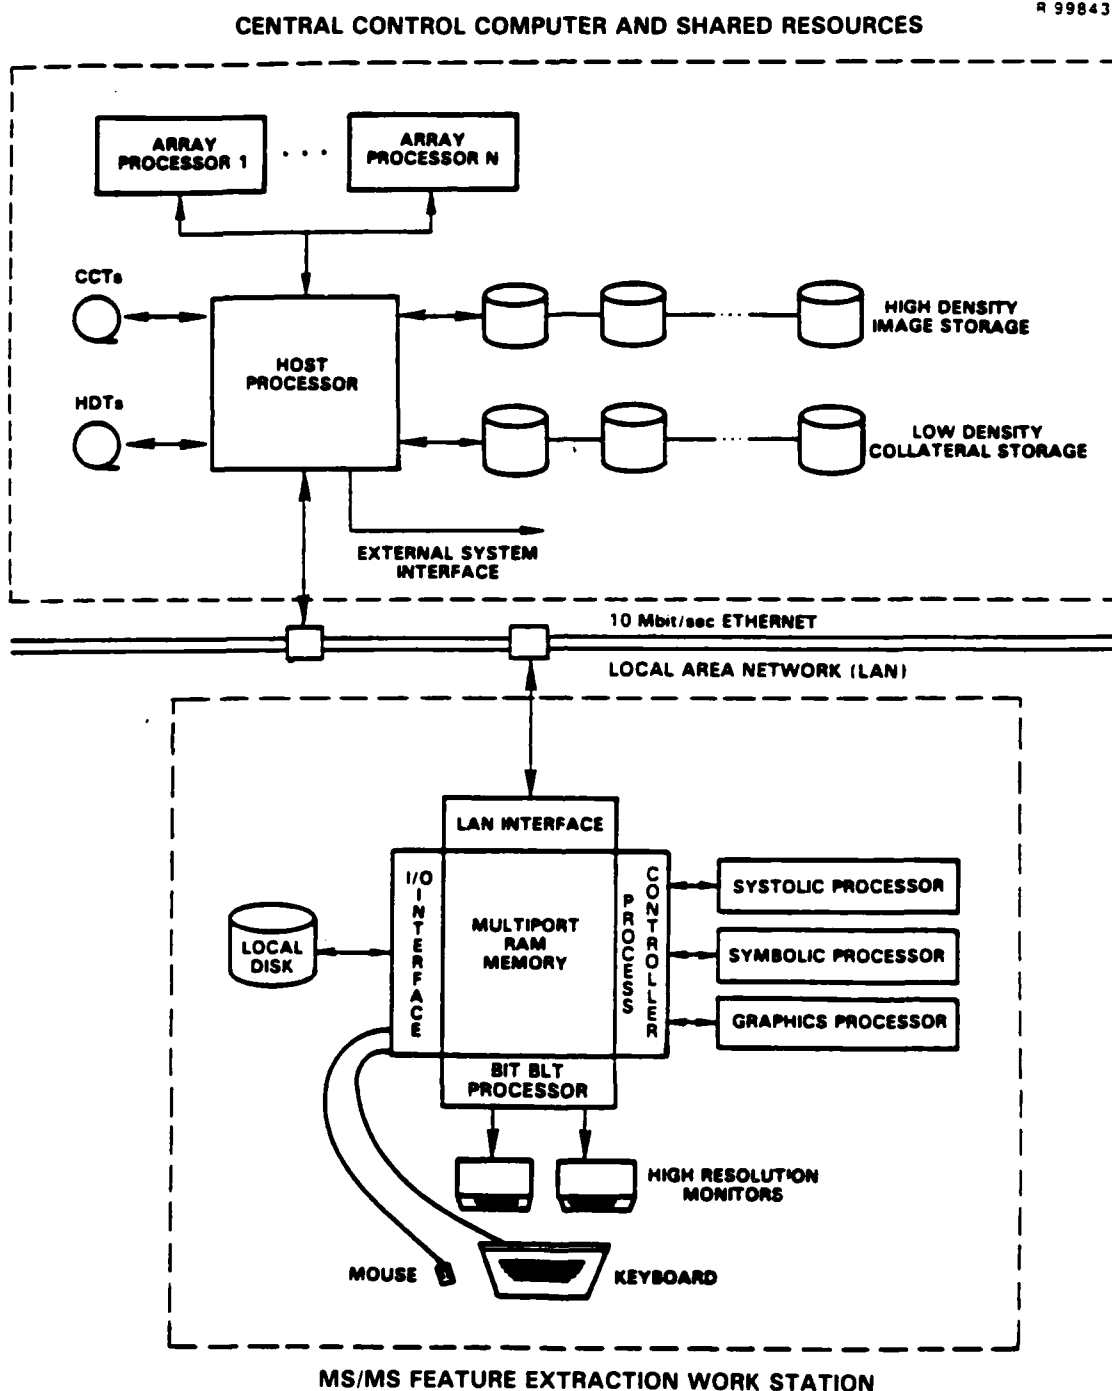 R 99843
CENTRAL CONTROL COMPUTER AND SHARED RESOURCES
ARRAY
PROCESSOR 1
. . .
ARRAY
PROCESSOR N
CCTs
HOST
PROCESSOR
HDTs
...
HIGH DENSITY
IMAGE STORAGE
...
LOW DENSITY
COLLATERAL STORAGE
EXTERNAL SYSTEM
INTERFACE
10 Mbit/sec ETHERNET
LOCAL AREA NETWORK (LAN)
LAN INTERFACE
I/O
INTERFACE
MULTIPORT
RAM
MEMORY
PROCESS
CONTROLLER
SYSTOLIC PROCESSOR
SYMBOLIC PROCESSOR
GRAPHICS PROCESSOR
LOCAL
DISK
BIT BLT
PROCESSOR
HIGH RESOLUTION
MONITORS
MOUSE
KEYBOARD
MS/MS FEATURE EXTRACTION WORK STATION